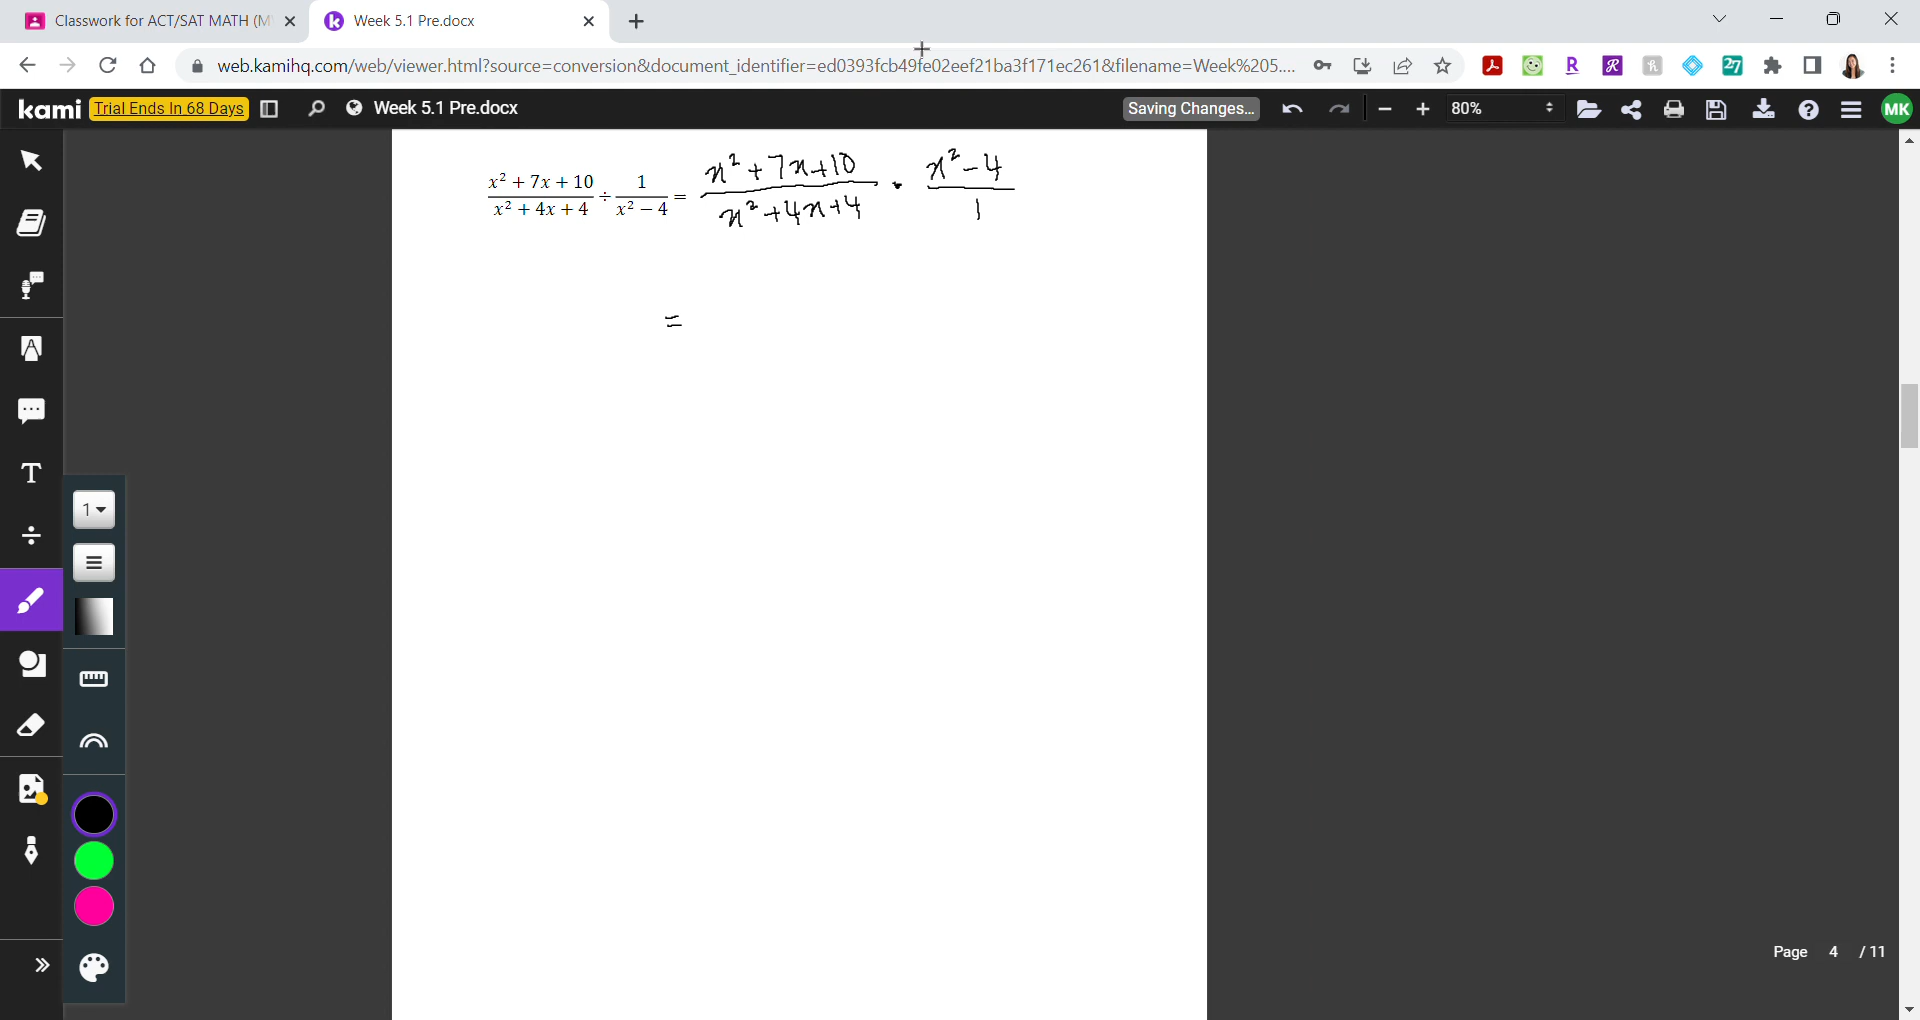 Classwork for ACT/SAT MATH (M
Week 5.1 Pre.docx
web.kamihq.com/web/viewer.html?source=conversion&document_identifier=ed0393fcb49fe02eef21ba3f171ec261&filename=Week%205....
kami Trial Ends In 68 Days Week 5.1 Pre.docx Saving Changes... 80% MK
x² + 7x + 10 / x² + 4x + 4 ÷ 1 / x² − 4 = x² + 7x + 10 / x² + 4x + 4 · x² − 4 / 1
=
T
1
Page 4 / 11